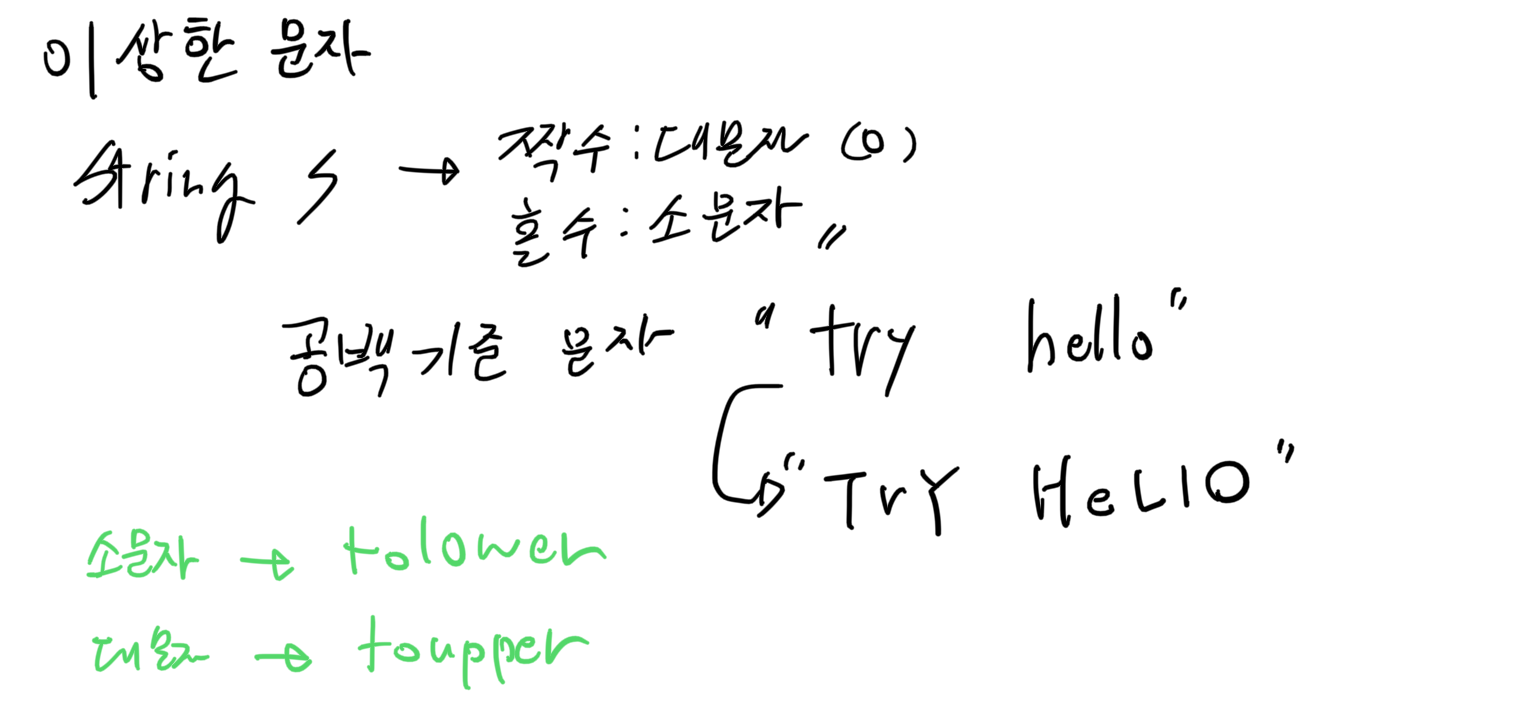 이상한 문자
string s → 짝수 : 대문자 (0)
홀수 : 소문자 〃
공백기준 문자 "try hello"
"TrY HeLlO"
소문자 → tolower
대문자 → toupper